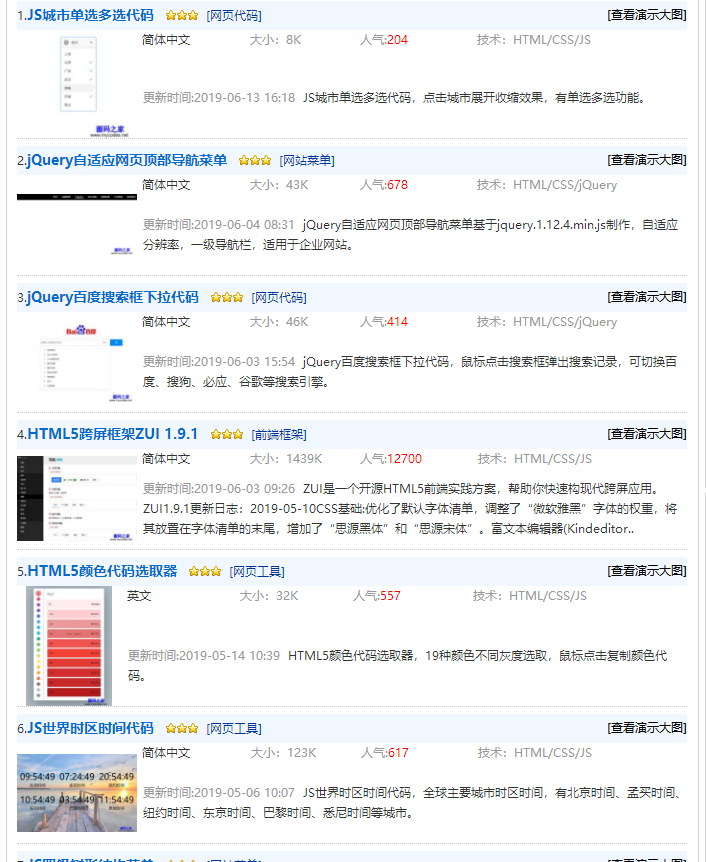 1.JS城市单选多选代码 [网页代码] [查看演示大图]
简体中文 大小：8K 人气:204 技术：HTML/CSS/JS
更新时间:2019-06-13 16:18 JS城市单选多选代码，点击城市展开收缩效果，有单选多选功能。
源码之家
www.mycodes.net
2.jQuery自适应网页顶部导航菜单 [网站菜单] [查看演示大图]
简体中文 大小：43K 人气:678 技术：HTML/CSS/jQuery
更新时间:2019-06-04 08:31 jQuery自适应网页顶部导航菜单基于jquery.1.12.4.min.js制作，自适应
分辨率，一级导航栏，适用于企业网站。
源码之家
3.jQuery百度搜索框下拉代码 [网页代码] [查看演示大图]
简体中文 大小：46K 人气:414 技术：HTML/CSS/jQuery
Bai 百度
更新时间:2019-06-03 15:54 jQuery百度搜索框下拉代码，鼠标点击搜索框弹出搜索记录，可切换百
度、搜狗、必应、谷歌等搜索引擎。
源码之家
4.HTML5跨屏框架ZUI 1.9.1 [前端框架] [查看演示大图]
简体中文 大小：1439K 人气:12700 技术：HTML/CSS/JS
更新时间:2019-06-03 09:26 ZUI是一个开源HTML5前端实践方案，帮助你快速构现代跨屏应用。
ZUI1.9.1更新日志：2019-05-10CSS基础:优化了默认字体清单，调整了“微软雅黑”字体的权重，将
其放置在字体清单的末尾，增加了“思源黑体”和“思源宋体”。富文本编辑器(Kindeditor..
源码之家
5.HTML5颜色代码选取器 [网页工具] [查看演示大图]
英文 大小：32K 人气:557 技术：HTML/CSS/JS
更新时间:2019-05-14 10:39 HTML5颜色代码选取器，19种颜色不同灰度选取，鼠标点击复制颜色代
码。
源码之家
6.JS世界时区时间代码 [网页工具] [查看演示大图]
简体中文 大小：123K 人气:617 技术：HTML/CSS/JS
09:54:49 07:24:49 20:54:49
10:54:49 03:54:49 11:54:49
更新时间:2019-05-06 10:07 JS世界时区时间代码，全球主要城市时区时间，有北京时间、孟买时间、
纽约时间、东京时间、巴黎时间、悉尼时间等城市。